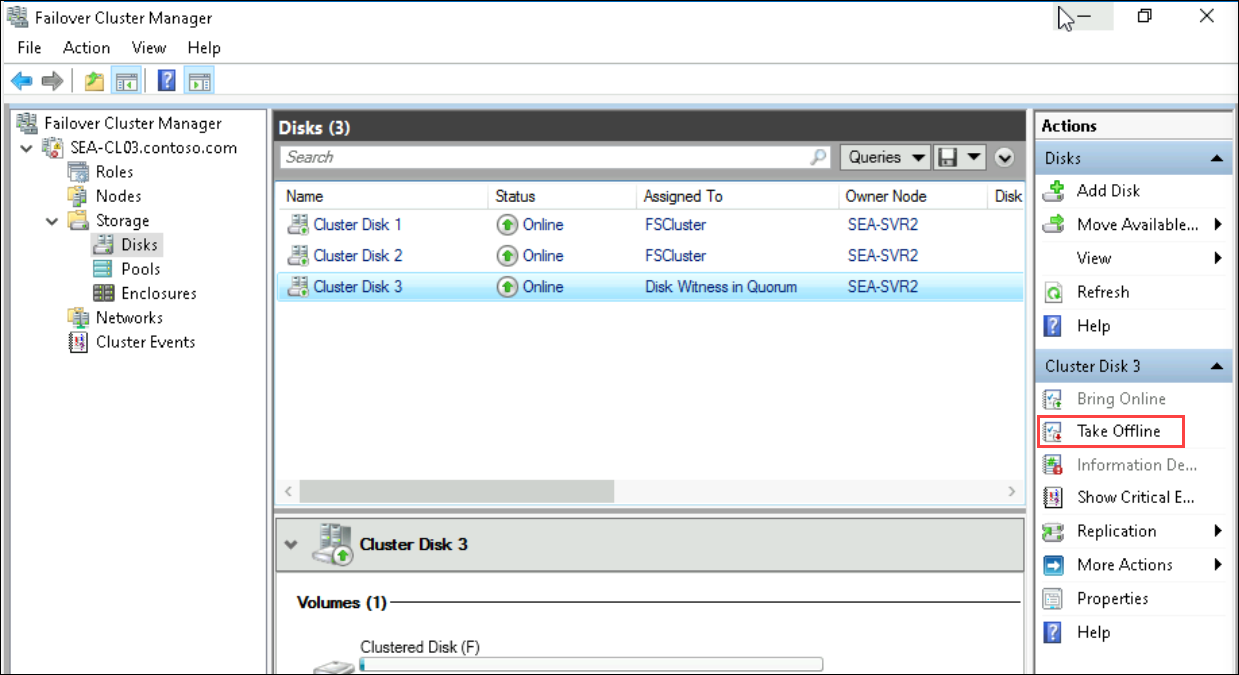 Failover Cluster Manager
File Action View Help
Failover Cluster Manager
SEA-CL03.contoso.com
Roles
Nodes
Storage
Disks
Pools
Enclosures
Networks
Cluster Events
Disks (3)
Search
Queries
Name Status Assigned To Owner Node Disk
Cluster Disk 1 Online FSCluster SEA-SVR2
Cluster Disk 2 Online FSCluster SEA-SVR2
Cluster Disk 3 Online Disk Witness in Quorum SEA-SVR2
Cluster Disk 3
Volumes (1)
Clustered Disk (F)
Actions
Disks
Add Disk
Move Available...
View
Refresh
Help
Cluster Disk 3
Bring Online
Take Offline
Information De...
Show Critical E...
Replication
More Actions
Properties
Help